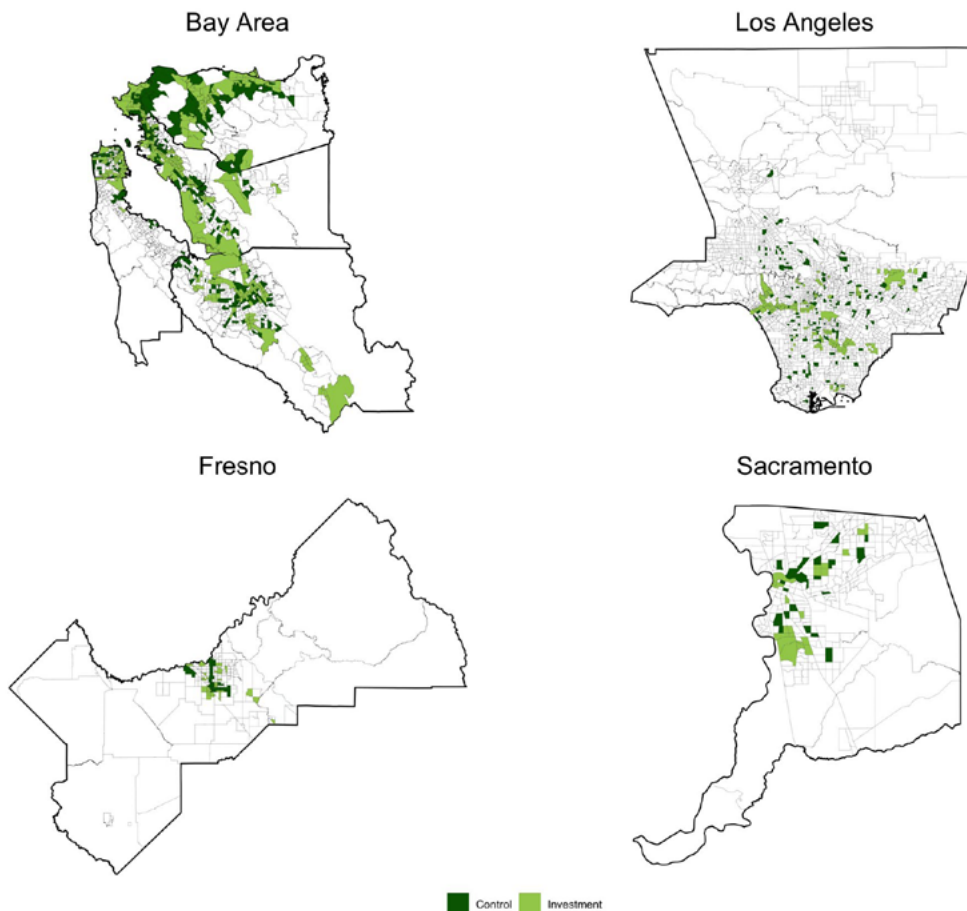 Bay Area
Los Angeles
Fresno
Sacramento
Control
Investment